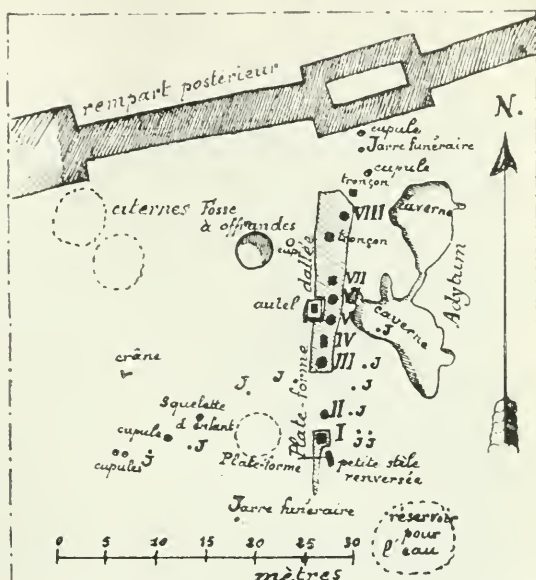 rempart postérieur
N.
cupule
Jarre funéraire
cupule
tronçon
caverne
VIII
citernes
Fosse
à offrandes
cup
tronçon
dallée
Adytum
VII
VI
autel
caverne
V
J
IV
III
J
crâne
J
J
J
Squelette
d'enfant
II
J
Plate-forme
cupule
I
J
J
J
J
cupules
J
Plate-forme
petite stèle
renversée
Jarre funéraire
réservoir
pour
l'eau
0 5 10 15 20 25 30
mètres